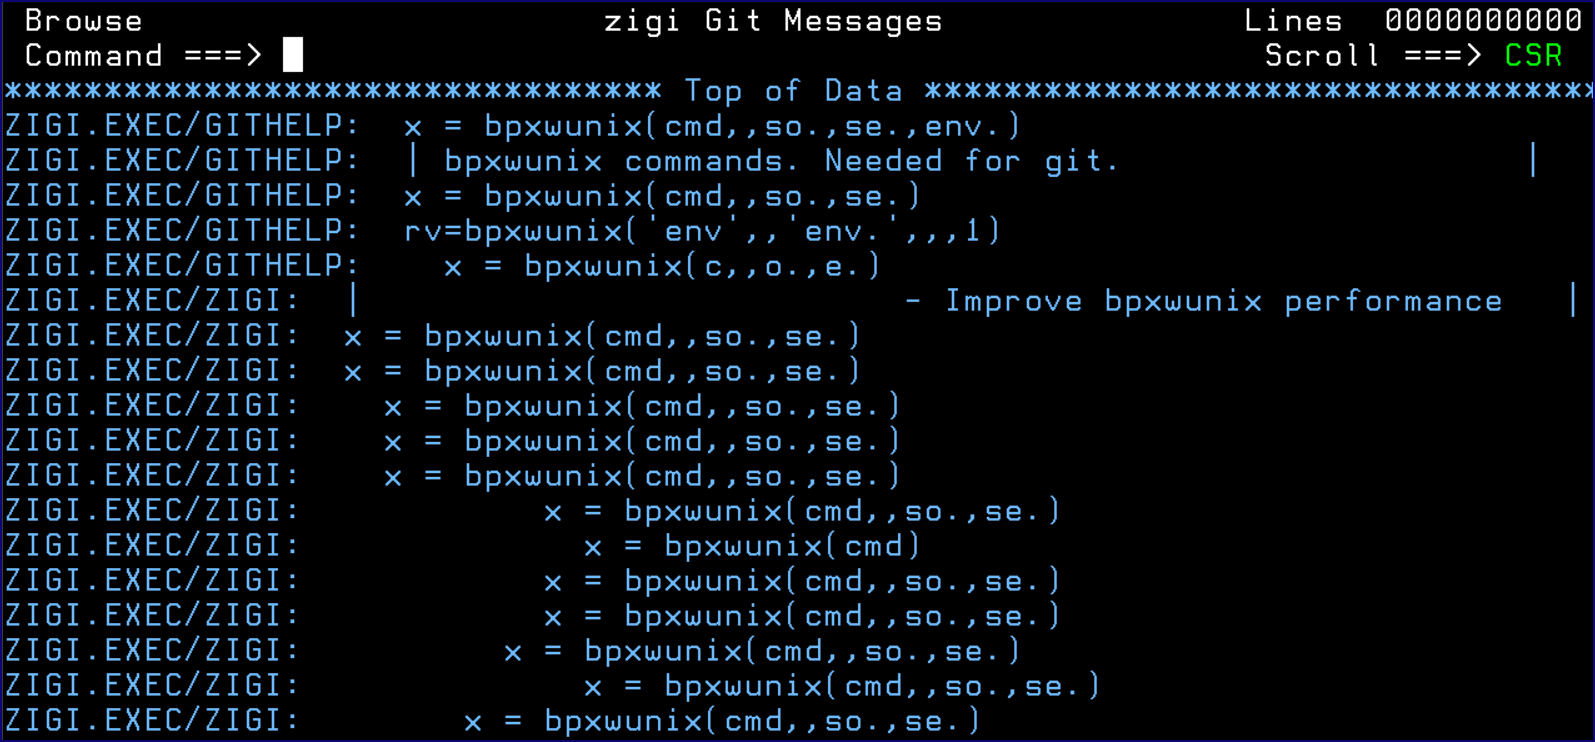 Browse                    zigi Git Messages                    Lines  0000000000
Command ===>                                                   Scroll ===> CSR
********************************* Top of Data **********************************
ZIGI.EXEC/GITHELP:  x = bpxwunix(cmd,,so.,se.,env.)
ZIGI.EXEC/GITHELP:  | bpxwunix commands. Needed for git.                    |
ZIGI.EXEC/GITHELP:  x = bpxwunix(cmd,,so.,se.)
ZIGI.EXEC/GITHELP:  rv=bpxwunix('env',,'env.',,,1)
ZIGI.EXEC/GITHELP:    x = bpxwunix(c,,o.,e.)
ZIGI.EXEC/ZIGI:  |                           - Improve bpxwunix performance   |
ZIGI.EXEC/ZIGI:  x = bpxwunix(cmd,,so.,se.)
ZIGI.EXEC/ZIGI:  x = bpxwunix(cmd,,so.,se.)
ZIGI.EXEC/ZIGI:    x = bpxwunix(cmd,,so.,se.)
ZIGI.EXEC/ZIGI:    x = bpxwunix(cmd,,so.,se.)
ZIGI.EXEC/ZIGI:    x = bpxwunix(cmd,,so.,se.)
ZIGI.EXEC/ZIGI:            x = bpxwunix(cmd,,so.,se.)
ZIGI.EXEC/ZIGI:              x = bpxwunix(cmd)
ZIGI.EXEC/ZIGI:            x = bpxwunix(cmd,,so.,se.)
ZIGI.EXEC/ZIGI:            x = bpxwunix(cmd,,so.,se.)
ZIGI.EXEC/ZIGI:          x = bpxwunix(cmd,,so.,se.)
ZIGI.EXEC/ZIGI:              x = bpxwunix(cmd,,so.,se.)
ZIGI.EXEC/ZIGI:        x = bpxwunix(cmd,,so.,se.)